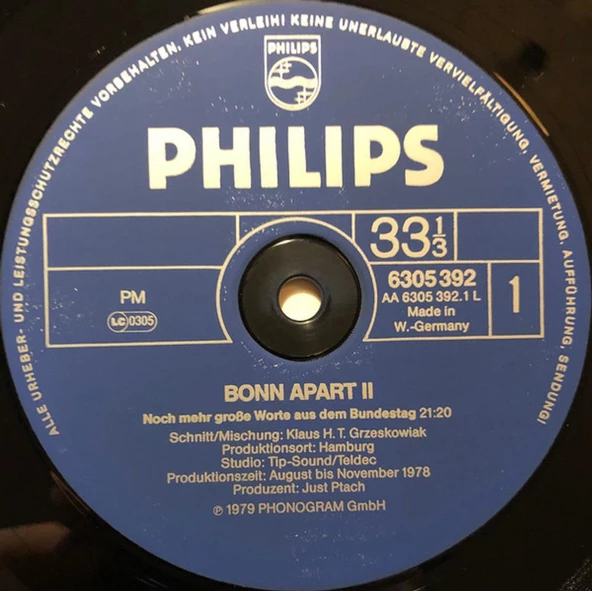 ALLE URHEBER- UND LEISTUNGSSCHUTZRECHTE VORBEHALTEN. KEIN VERLEIH! KEINE UNERLAUBTE VERVIELFÄLTIGUNG, VERMIETUNG, AUFFÜHRUNG, SENDUNG!
PHILIPS
PHILIPS
33 1/3
PM
LC 0305
6305 392
AA 6305 392.1 L
Made in
W.-Germany
1
BONN APART II
Noch mehr große Worte aus dem Bundestag 21:20
Schnitt/Mischung: Klaus H. T. Grzeskowiak
Produktionsort: Hamburg
Studio: Tip-Sound/Teldec
Produktionszeit: August bis November 1978
Produzent: Just Ptach
℗ 1979 PHONOGRAM GmbH